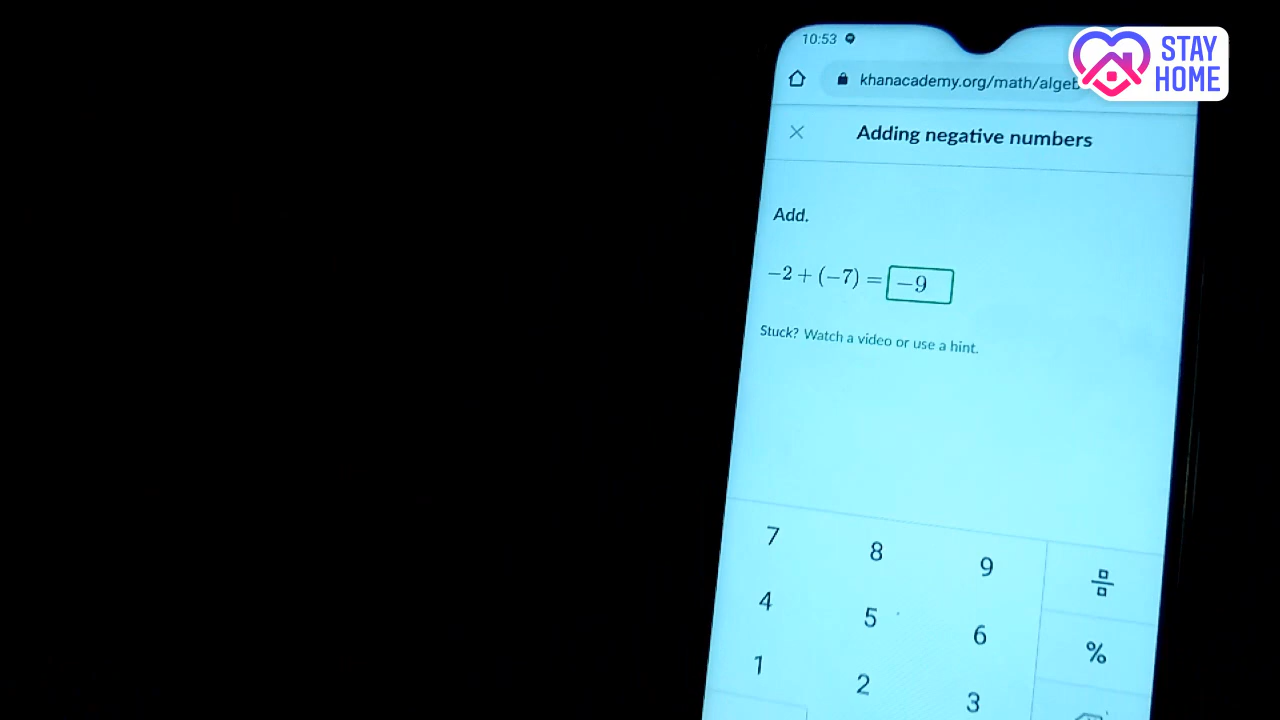 10:53
STAY
HOME
khanacademy.org/math/algeb
Adding negative numbers
Add.
−2 + (−7) = −9
Stuck? Watch a video or use a hint.
7 8 9
4 5 6 %
1 2 3